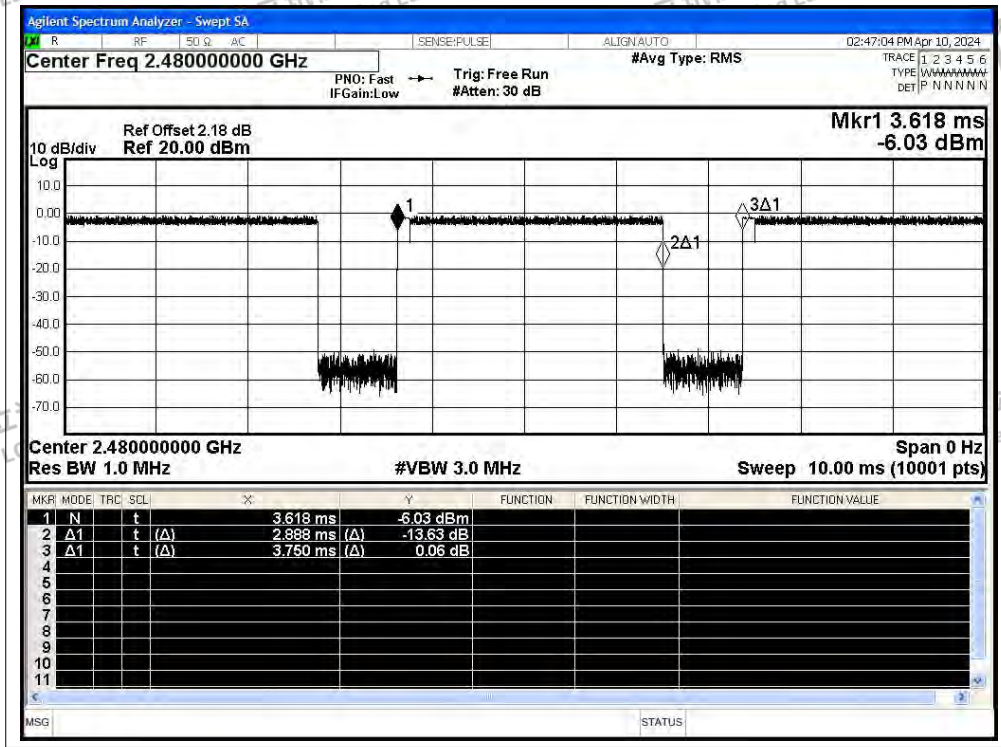 Agilent Spectrum Analyzer - Swept SA
R RF 50 Ω AC SENSE:PULSE ALIGN AUTO 02:47:04 PM Apr 10, 2024
Center Freq 2.480000000 GHz #Avg Type: RMS TRACE 1 2 3 4 5 6
PNO: Fast Trig: Free Run TYPE
IFGain:Low #Atten: 30 dB DET P N N N N N
Mkr1 3.618 ms
-6.03 dBm
Ref Offset 2.18 dB
10 dB/div Ref 20.00 dBm
Log
10.0
0.00
-10.0
-20.0
-30.0
-40.0
-50.0
-60.0
-70.0
1
2Δ1
3Δ1
Center 2.480000000 GHz Span 0 Hz
Res BW 1.0 MHz #VBW 3.0 MHz Sweep 10.00 ms (10001 pts)
MKR MODE TRC SCL X Y FUNCTION FUNCTION WIDTH FUNCTION VALUE
1 N t 3.618 ms -6.03 dBm
2 Δ1 t (Δ) 2.888 ms (Δ) -13.63 dB
3 Δ1 t (Δ) 3.750 ms (Δ) 0.06 dB
4
5
6
7
8
9
10
11
MSG STATUS